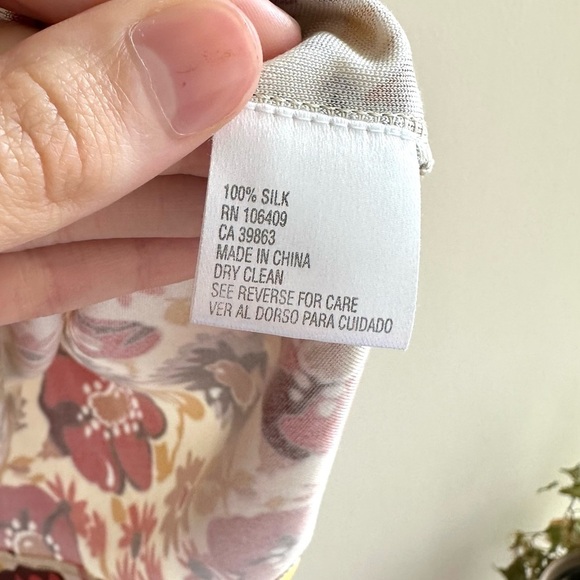 100% SILK
RN 106409
CA 39863
MADE IN CHINA
DRY CLEAN
SEE REVERSE FOR CARE
VER AL DORSO PARA CUIDADO